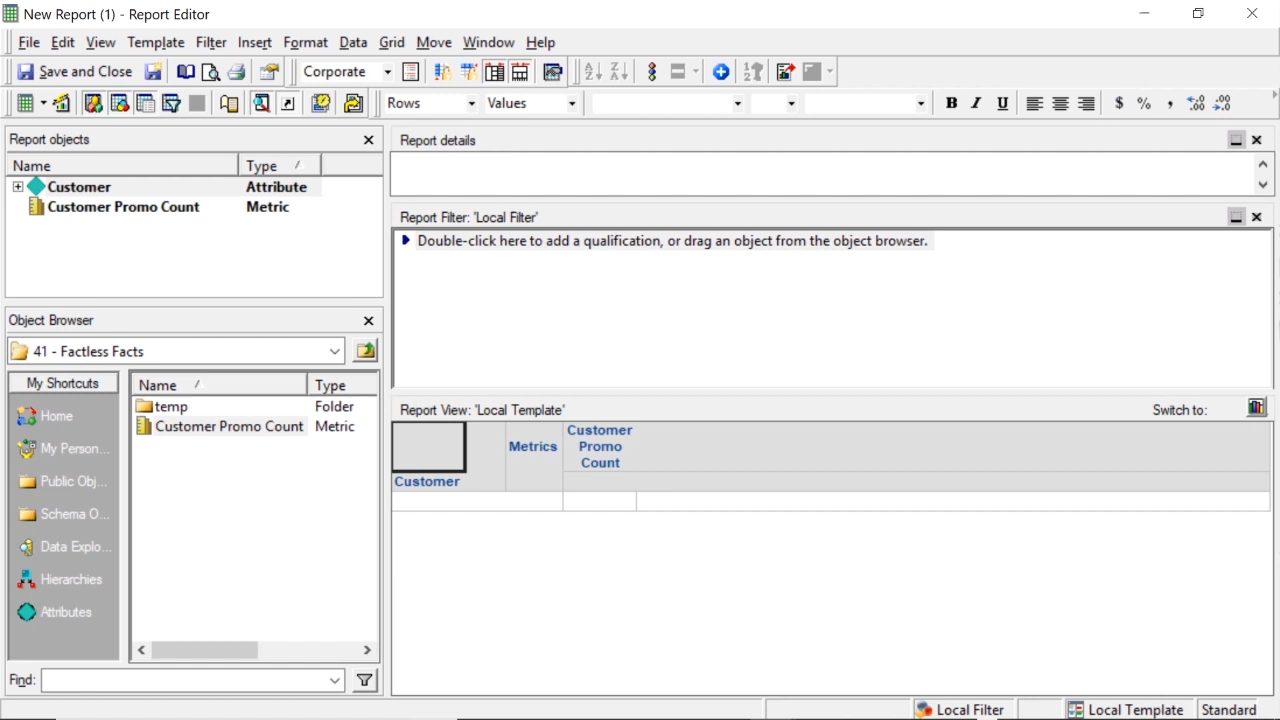 New Report (1) - Report Editor
File Edit View Template Filter Insert Format Data Grid Move Window Help
Save and Close Corporate
Rows Values B I U $ % ,
Report objects
Name Type
Customer Attribute
Customer Promo Count Metric
Object Browser
41 - Factless Facts
My Shortcuts
Home
My Person...
Public Obj...
Schema O...
Data Explo...
Hierarchies
Attributes
Name Type
temp Folder
Customer Promo Count Metric
Find:
Report details
Report Filter: 'Local Filter'
Double-click here to add a qualification, or drag an object from the object browser.
Report View: 'Local Template' Switch to:
Metrics
Customer
Promo
Count
Customer
Local Filter Local Template Standard